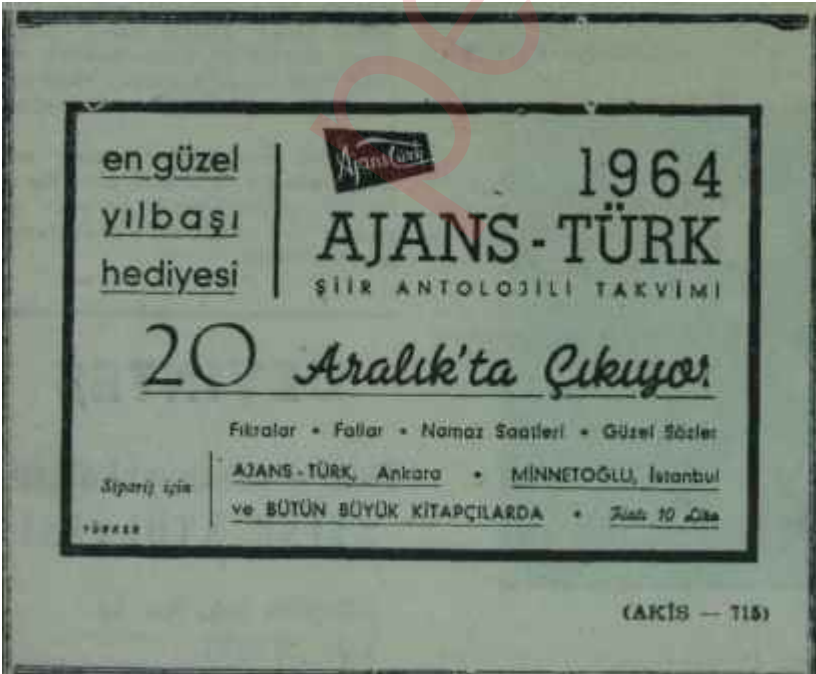 en güzel
yılbaşı
hediyesi
Ajans Türk
1964
AJANS - TÜRK
ŞİİR ANTOLOJİLİ TAKVİMİ
20 Aralık'ta Çıkıyor
Fıkralar • Fallar • Namaz Saatleri • Güzel Sözler
Sipariş için
AJANS - TÜRK, Ankara • MİNNETOĞLU, İstanbul
ve BÜTÜN BÜYÜK KİTAPÇILARDA • Fiatı 10 Lira
(AKİS — 715)